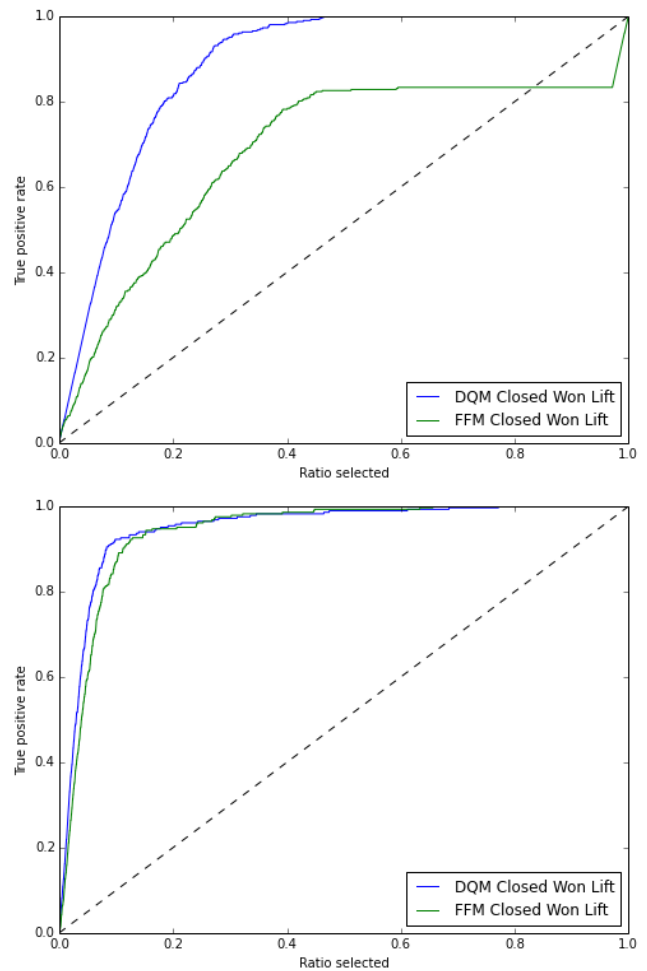 1.0
0.8
0.6
0.4
0.2
0.0
True positive rate
0.0 0.2 0.4 0.6 0.8 1.0
Ratio selected
DQM Closed Won Lift
FFM Closed Won Lift
1.0
0.8
0.6
0.4
0.2
0.0
True positive rate
0.0 0.2 0.4 0.6 0.8 1.0
Ratio selected
DQM Closed Won Lift
FFM Closed Won Lift